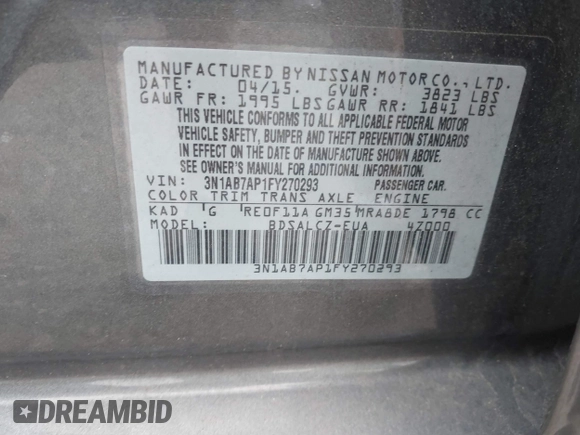 MANUFACTURED BY NISSAN MOTOR CO., LTD.
DATE: 04/15. GVWR: 3823 LBS
GAWR FR: 1995 LBS GAWR RR: 1841 LBS
THIS VEHICLE CONFORMS TO ALL APPLICABLE FEDERAL MOTOR
VEHICLE SAFETY, BUMPER AND THEFT PREVENTION STANDARDS
IN EFFECT ON THE DATE OF MANUFACTURE SHOWN ABOVE.
SEE OWNER'S MANUAL FOR VEHICLE LOAD INFORMATION.
VIN: 3N1AB7AP1FY270293 PASSENGER CAR.
COLOR TRIM TRANS AXLE ENGINE
KAD G RE0F11A GM35 MRA8DE 1798 CC
MODEL: BDSALCZ-EUA 4Z000
3N1AB7AP1FY270293
DREAMBID